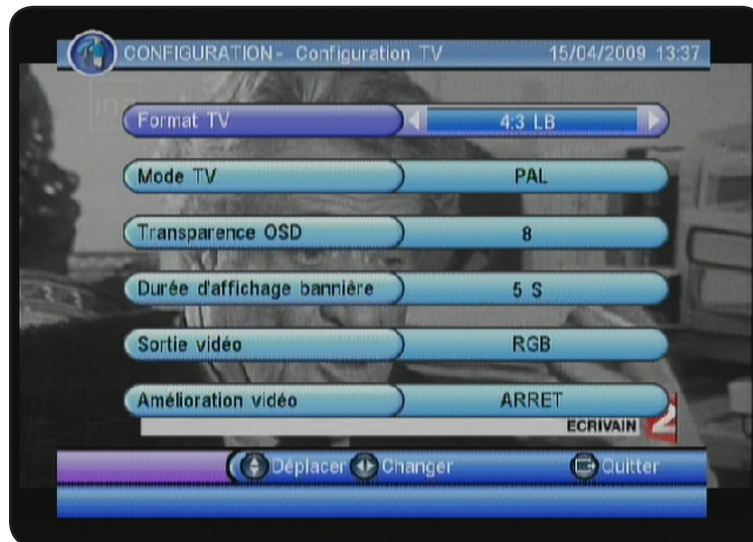 CONFIGURATION - Configuration TV 15/04/2009 13:37
Format TV 4:3 LB
Mode TV PAL
Transparence OSD 8
Durée d'affichage bannière 5 S
Sortie vidéo RGB
Amélioration vidéo ARRET
ECRIVAIN 2
Déplacer Changer Quitter